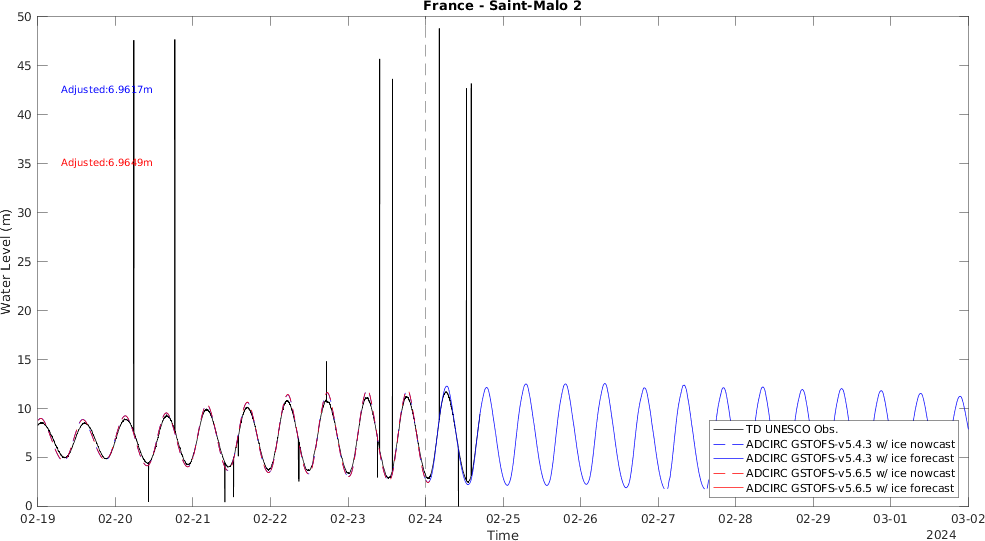 France - Saint-Malo 2
Water Level (m)
50
45
40
35
30
25
20
15
10
5
0
Adjusted:6.9617m
Adjusted:6.9649m
TD UNESCO Obs.
ADCIRC GSTOFS-v5.4.3 w/ ice nowcast
ADCIRC GSTOFS-v5.4.3 w/ ice forecast
ADCIRC GSTOFS-v5.6.5 w/ ice nowcast
ADCIRC GSTOFS-v5.6.5 w/ ice forecast
02-19 02-20 02-21 02-22 02-23 02-24 02-25 02-26 02-27 02-28 02-29 03-01 03-02
Time
2024